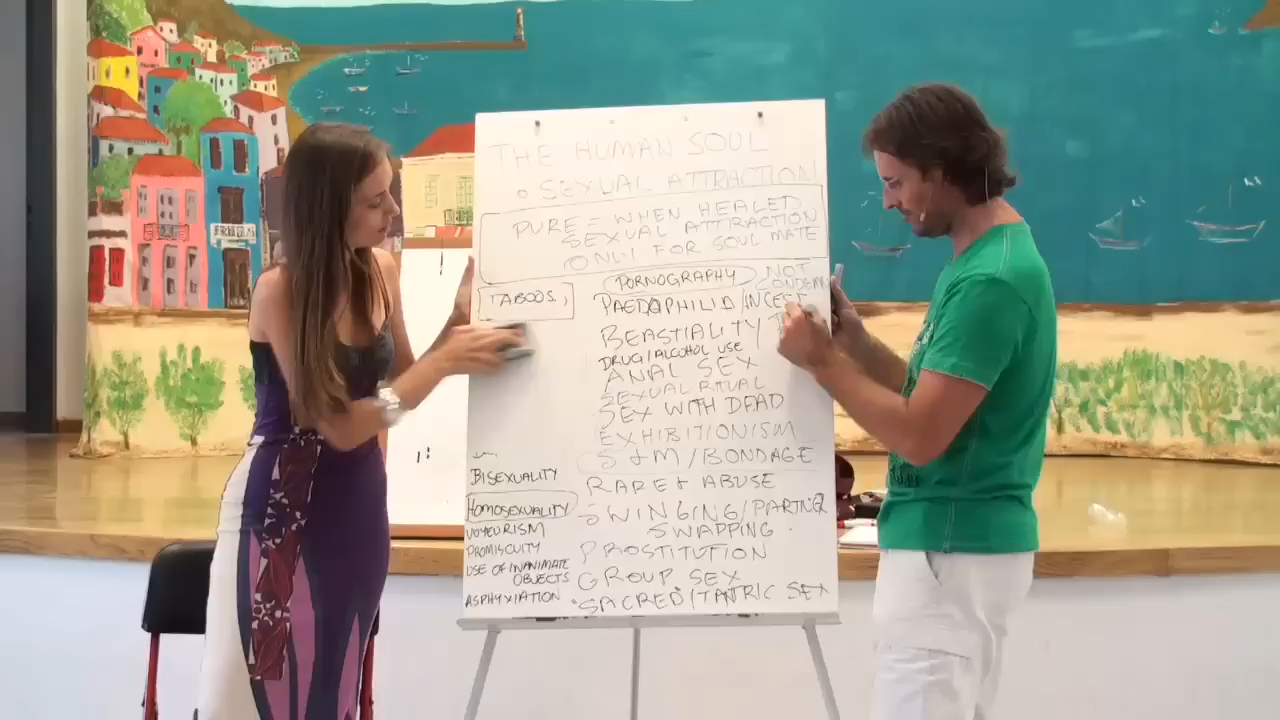 THE HUMAN SOUL
• SEXUAL ATTRACTION
PURE = WHEN HEALED
SEXUAL ATTRACTION
ONLY FOR SOUL MATE
PORNOGRAPHY NOT
CONDEMN
TABOOS,
PAEDOPHILIA/INCEST
BEASTIALITY
DRUG/ALCOHOL USE
ANAL SEX
SEXUAL RITUAL
SEX WITH DEAD
EXHIBITIONISM
S+M/BONDAGE
RAPE + ABUSE
SWINGING/PARTNER
SWAPPING
PROSTITUTION
GROUP SEX
SACRED/TANTRIC SEX
BISEXUALITY
HOMOSEXUALITY
VOYEURISM
PROMISCUITY
USE OF INANIMATE
OBJECTS
ASPHYXIATION